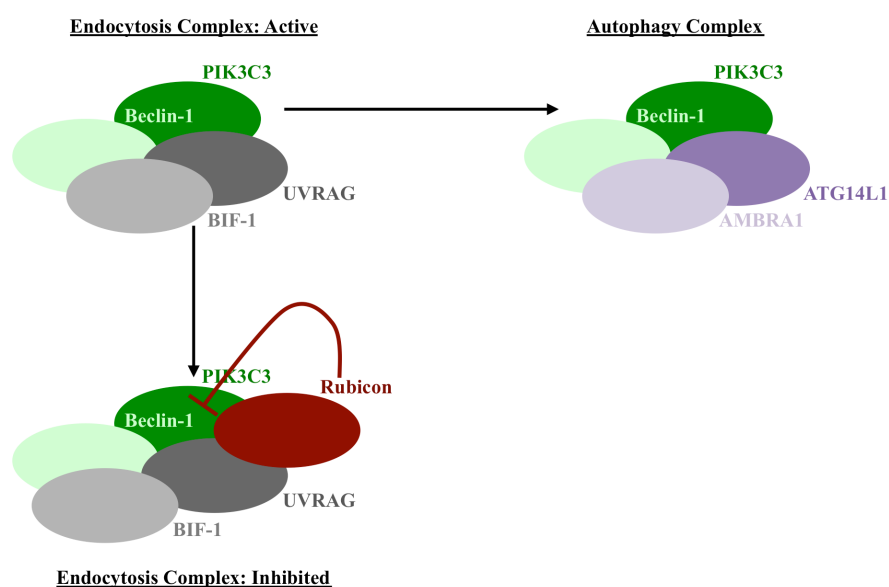 Endocytosis Complex: Active
PIK3C3
Beclin-1
UVRAG
BIF-1
Autophagy Complex
PIK3C3
Beclin-1
ATG14L1
AMBRA1
PIK3C3
Rubicon
Beclin-1
UVRAG
BIF-1
Endocytosis Complex: Inhibited